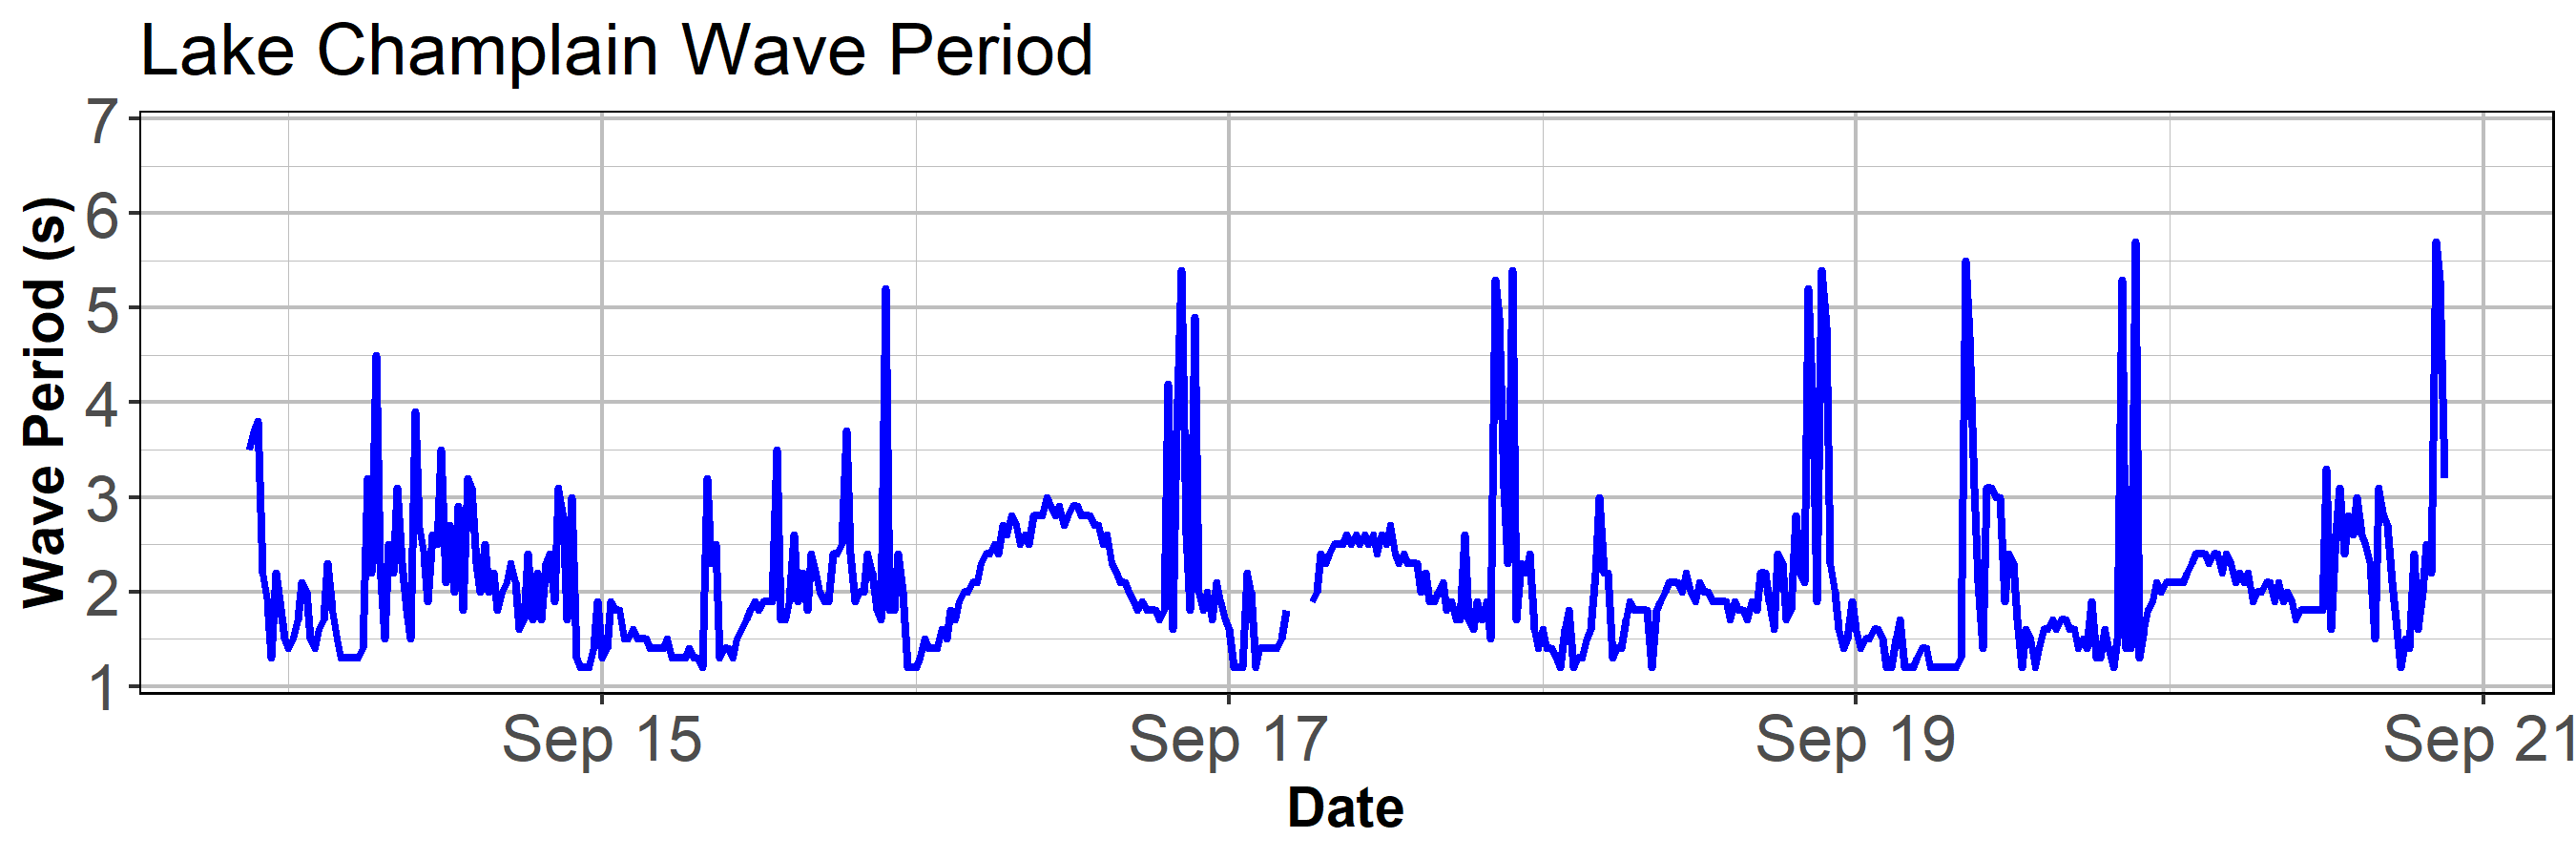 Lake Champlain Wave Period
Wave Period (s)
7
6
5
4
3
2
1
Sep 15
Sep 17
Sep 19
Sep 21
Date